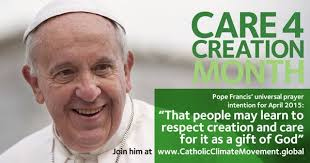 CARE 4
CREATION
MONTH
Pope Francis' universal prayer
intention for April 2015:
"That people may learn to
respect creation and care
for it as a gift of God"
Join him at www.CatholicClimateMovement.global